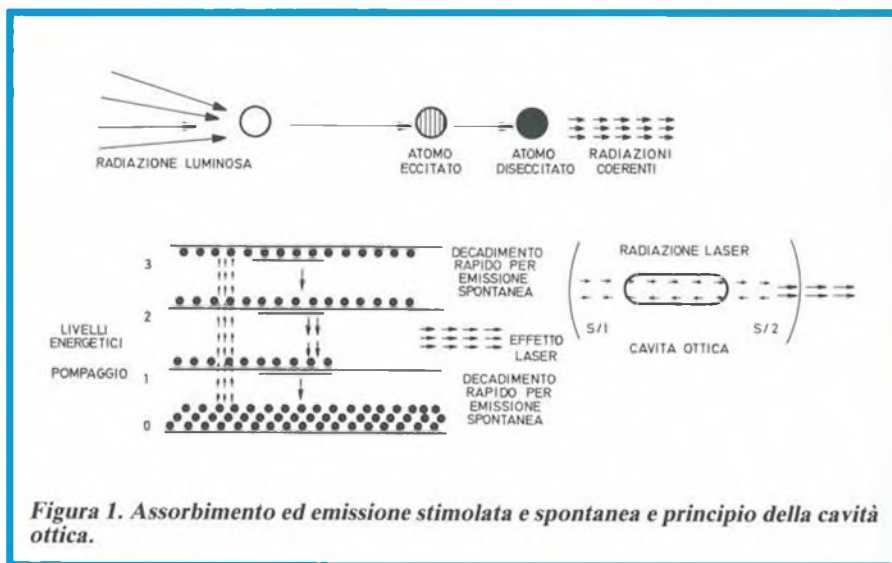 RADIAZIONE LUMINOSA
ATOMO
ECCITATO
ATOMO
DISECCITATO
RADIAZIONI
COERENTI
3
DECADIMENTO
RAPIDO PER
EMISSIONE
SPONTANEA
2
LIVELLI
ENERGETICI
EFFETTO
LASER
POMPAGGIO
1
DECADIMENTO
RAPIDO PER
EMISSIONE
SPONTANEA
0
RADIAZIONE LASER
S/1
S/2
CAVITA OTTICA
Figura 1. Assorbimento ed emissione stimolata e spontanea e principio della cavità
ottica.